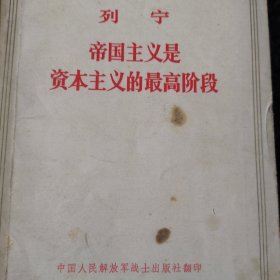 列 宁
帝国主义是
资本主义的最高阶段
中国人民解放军战士出版社翻印